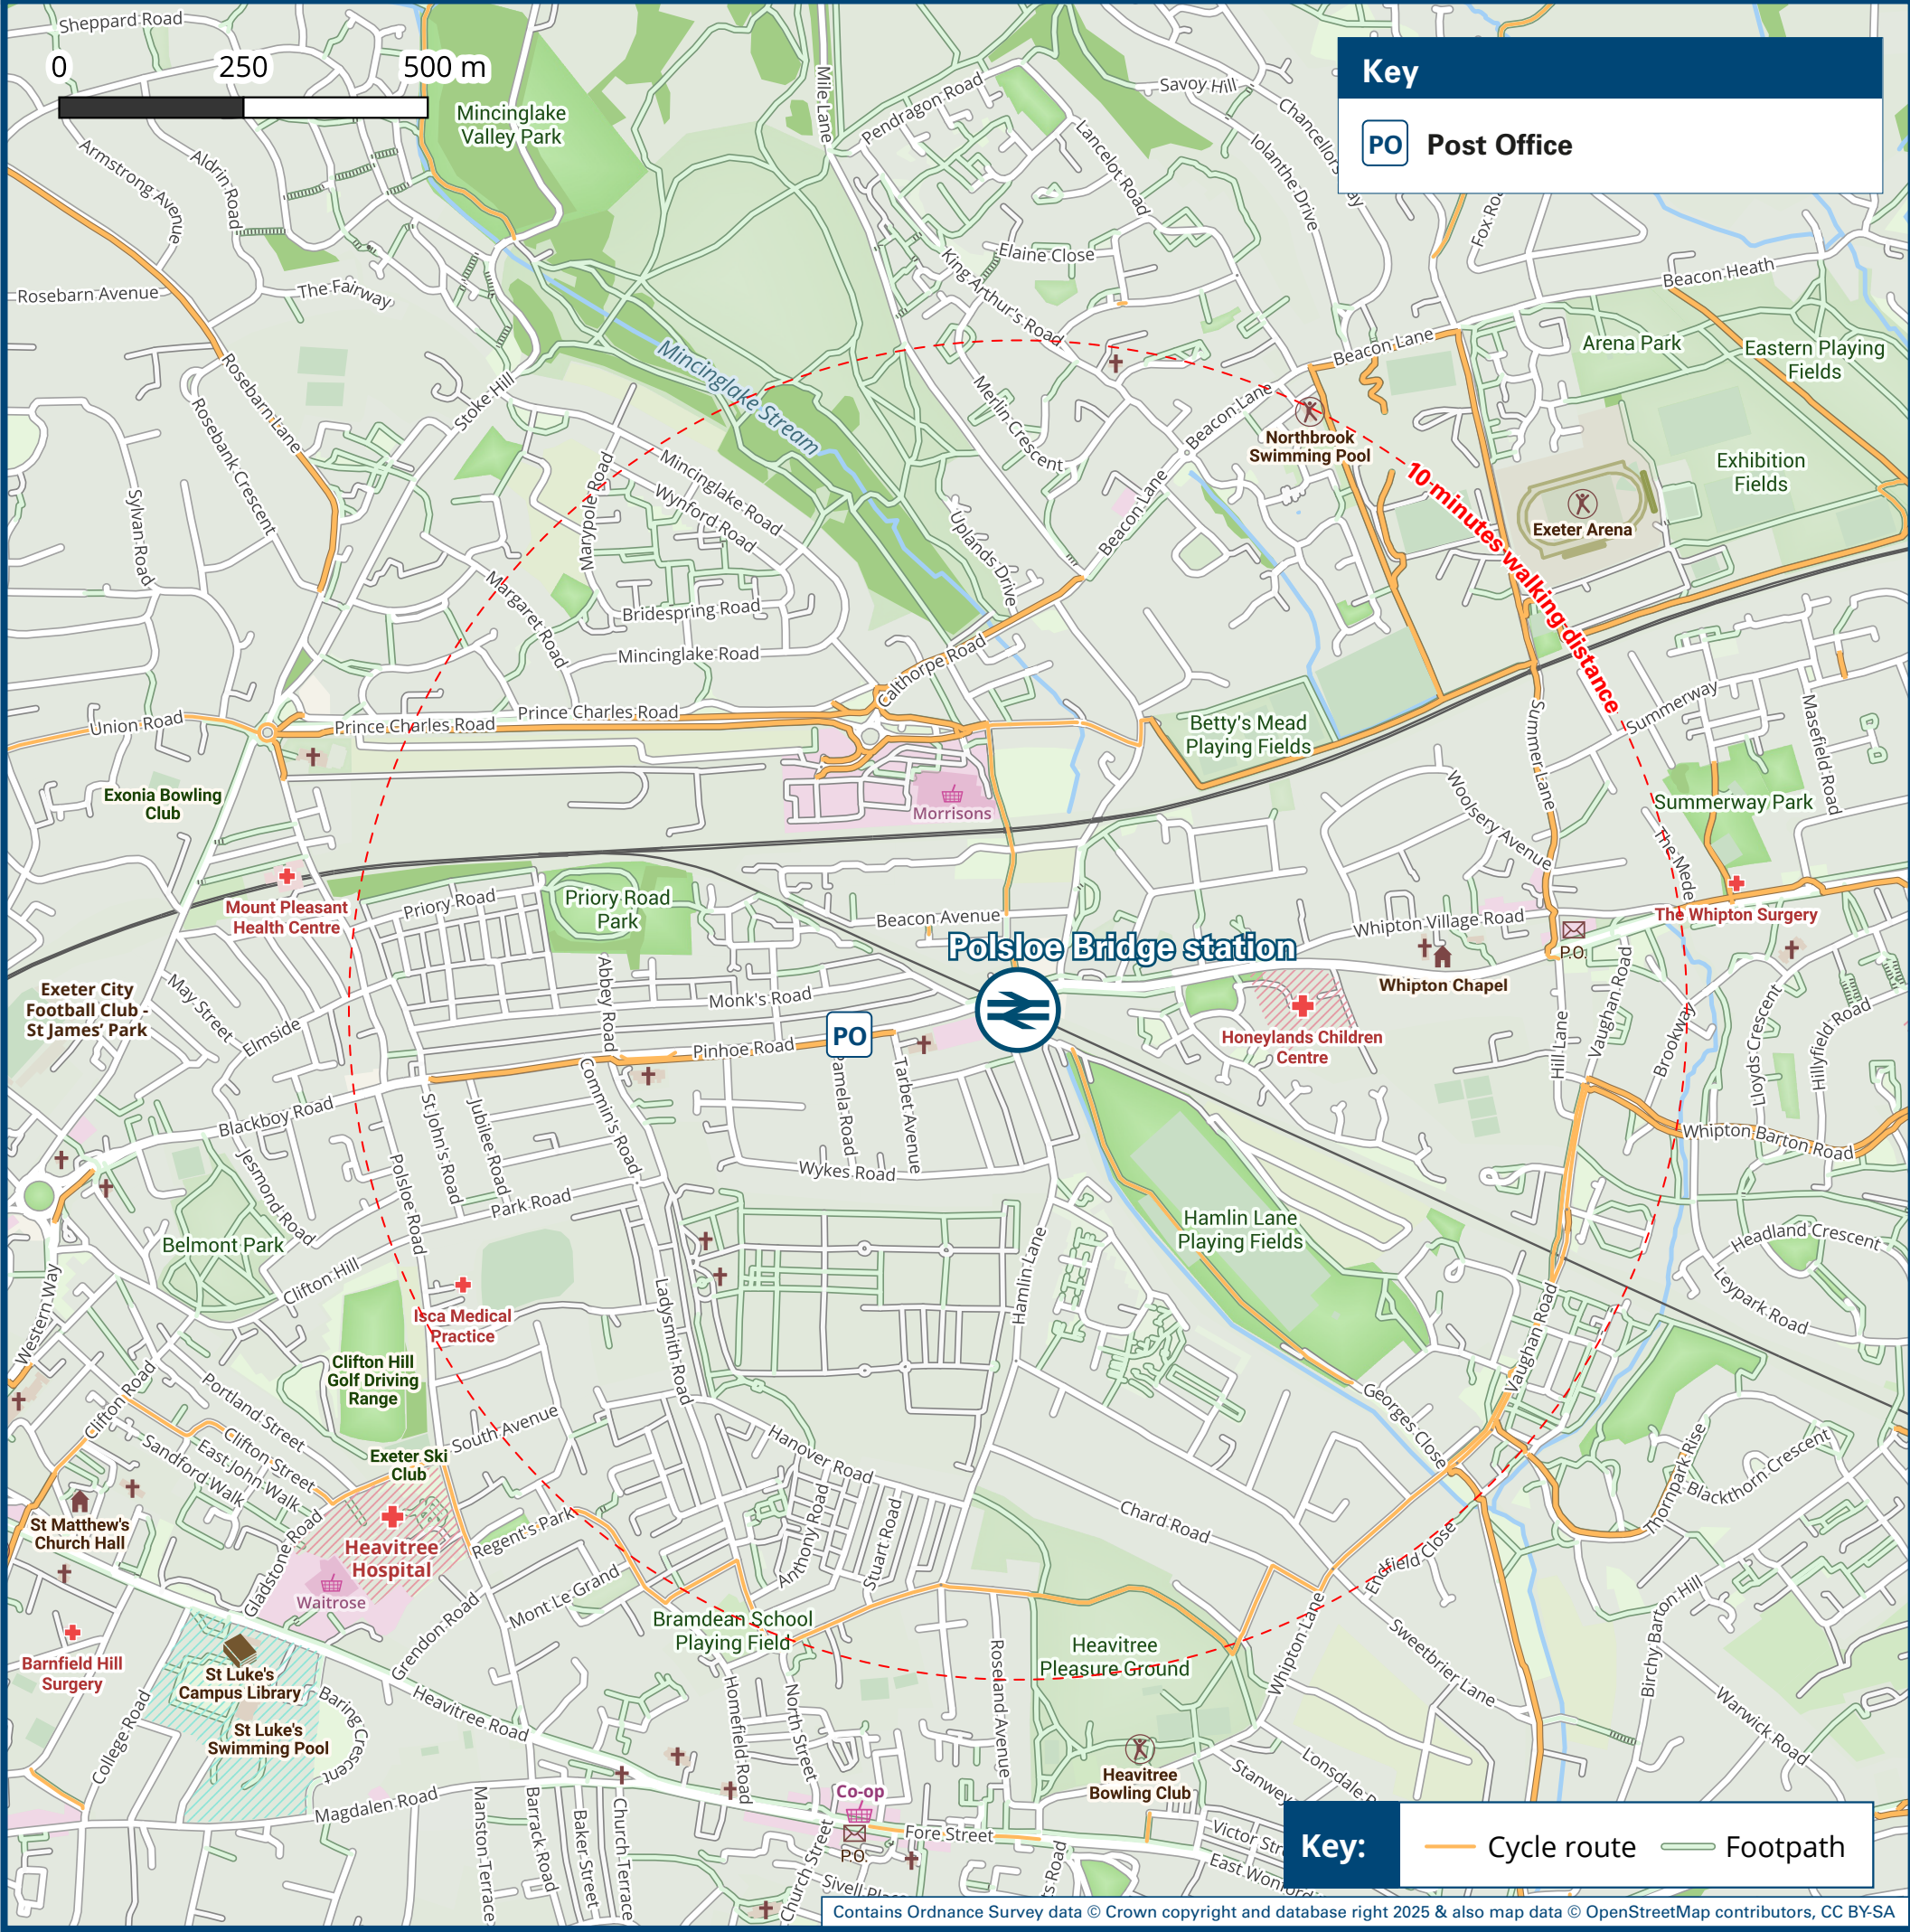 Sheppard Road
0 250 500 m
Mincinglake
Valley Park
Mile Lane
Pendragon Road
Savoy Hill
Chancellor's Way
Key
PO Post Office
Armstrong Avenue
Aldrin Road
Lancelot Road
Iolanthe Drive
Rosebarn Avenue
The Fairway
Elaine Close
King Arthur's Road
Beacon Heath
Rosebarn Lane
Rosebank Crescent
Stoke Hill
Mincinglake Stream
Merlin Crescent
Beacon Lane
Beacon Lane
Arena Park
Eastern Playing
Fields
Northbrook
Swimming Pool
10-minutes walking distance
Exhibition
Fields
Exeter Arena
Sylvan Road
Marypole Road
Mincinglake Road
Wynford Road
Uplands Drive
Beacon Lane
Margaret Road
Bridespring Road
Mincinglake Road
Calthorpe Road
Union Road
Prince Charles Road
Prince Charles Road
Betty's Mead
Playing Fields
Summer Lane
Summerway
Masefield Road
Exonia Bowling
Club
Morrisons
Woolsery Avenue
Summerway Park
The Mede
Mount Pleasant
Health Centre
Priory Road
Priory Road
Park
Beacon Avenue
Whipton Village Road
The Whipton Surgery
Polsloe Bridge station
P.O.
Whipton Chapel
Exeter City
Football Club -
St James' Park
May Street
Elmside
Abbey Road
Monk's Road
Honeylands Children
Centre
Hill Lane
Vaughan Road
Brookway
Lloyds Crescent
Hillyfield Road
PO
Pinhoe Road
Blackboy Road
St John's Road
Jubilee Road
Commin's Road
Pamela Road
Tarbet Avenue
Whipton Barton Road
Jesmond Road
Polsloe Road
Park Road
Wykes Road
Belmont Park
Clifton Hill
Hamlin Lane
Hamlin Lane
Playing Fields
Headland Crescent
Leypark Road
Western Way
Isca Medical
Practice
Ladysmith Road
Vaughan Road
Clifton Hill
Golf Driving
Range
Clifton Road
Portland Street
Clifton Street
East John Walk
Sandford Walk
South Avenue
Exeter Ski
Club
Hanover Road
Georges Close
Thornpark Rise
Blackthorn Crescent
St Matthew's
Church Hall
Heavitree
Hospital
Regent's Park
Anthony Road
Stuart Road
Chard Road
Endfield Close
Gladstone Road
Waitrose
Mont Le Grand
Grendon Road
Bramdean School
Playing Field
Heavitree
Pleasure Ground
Whipton Lane
Sweetbrier Lane
Birchy Barton Hill
Warwick Road
Barnfield Hill
Surgery
St Luke's
Campus Library
St Luke's
Swimming Pool
College Road
Baring Crescent
Heavitree Road
Homefield Road
North Street
Roseland Avenue
Heavitree
Bowling Club
Magdalen Road
Manston Terrace
Barrack Road
Baker Street
Church Terrace
Co-op
P.O.
Fore Street
Church Street
Key: Cycle route Footpath
Contains Ordnance Survey data © Crown copyright and database right 2025 & also map data © OpenStreetMap contributors, CC BY-SA